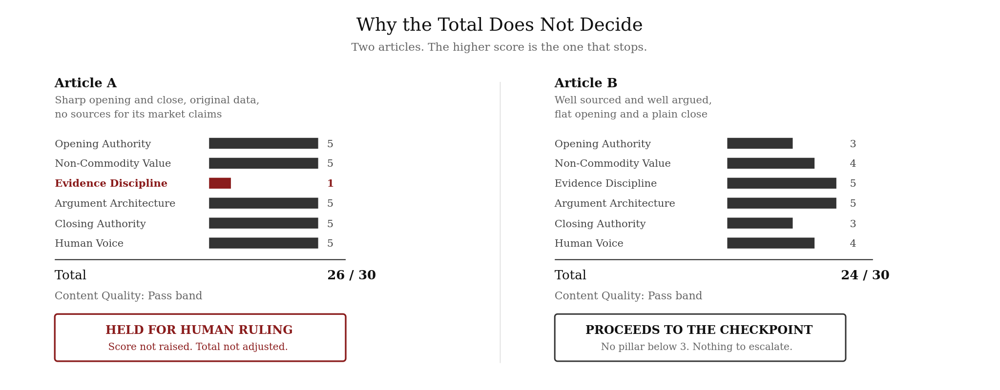 Why the Total Does Not Decide
Two articles. The higher score is the one that stops.
Article A
Sharp opening and close, original data,
no sources for its market claims
Opening Authority 5
Non-Commodity Value 5
Evidence Discipline 1
Argument Architecture 5
Closing Authority 5
Human Voice 5
Total 26 / 30
Content Quality: Pass band
HELD FOR HUMAN RULING
Score not raised. Total not adjusted.
Article B
Well sourced and well argued,
flat opening and a plain close
Opening Authority 3
Non-Commodity Value 4
Evidence Discipline 5
Argument Architecture 5
Closing Authority 3
Human Voice 4
Total 24 / 30
Content Quality: Pass band
PROCEEDS TO THE CHECKPOINT
No pillar below 3. Nothing to escalate.